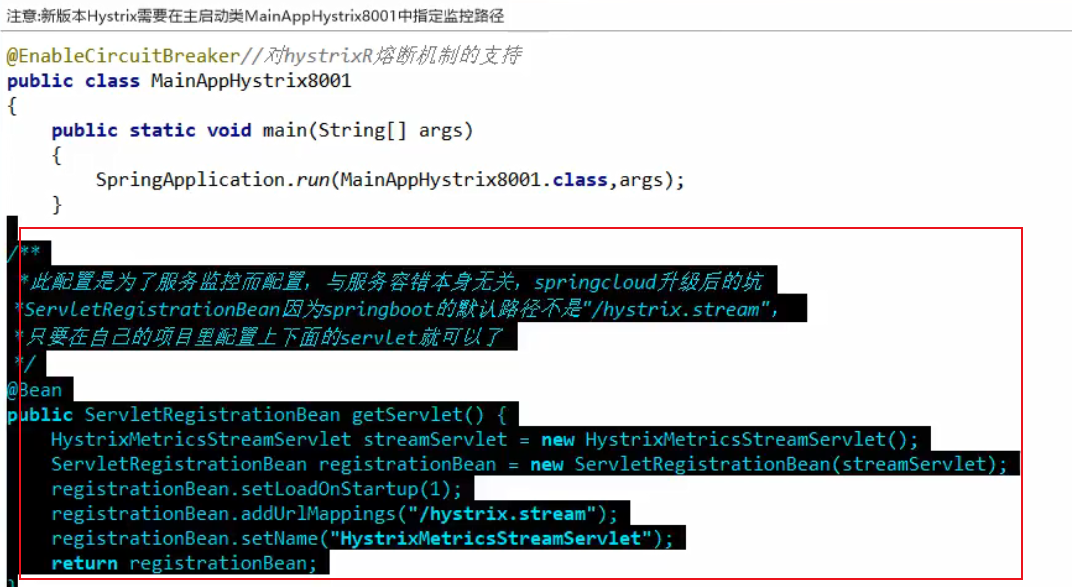 注意:新版本Hystrix需要在主启动类MainAppHystrix8001中指定监控路径
@EnableCircuitBreaker//对hystrixR熔断机制的支持
public class MainAppHystrix8001
{
    public static void main(String[] args)
    {
        SpringApplication.run(MainAppHystrix8001.class,args);
    }
/**
 *此配置是为了服务监控而配置，与服务容错本身无关，springcloud升级后的坑
 *ServletRegistrationBean因为springboot的默认路径不是"/hystrix.stream"，
 *只要在自己的项目里配置上下面的servlet就可以了
 */
@Bean
public ServletRegistrationBean getServlet() {
    HystrixMetricsStreamServlet streamServlet = new HystrixMetricsStreamServlet();
    ServletRegistrationBean registrationBean = new ServletRegistrationBean(streamServlet);
    registrationBean.setLoadOnStartup(1);
    registrationBean.addUrlMappings("/hystrix.stream");
    registrationBean.setName("HystrixMetricsStreamServlet");
    return registrationBean;
}